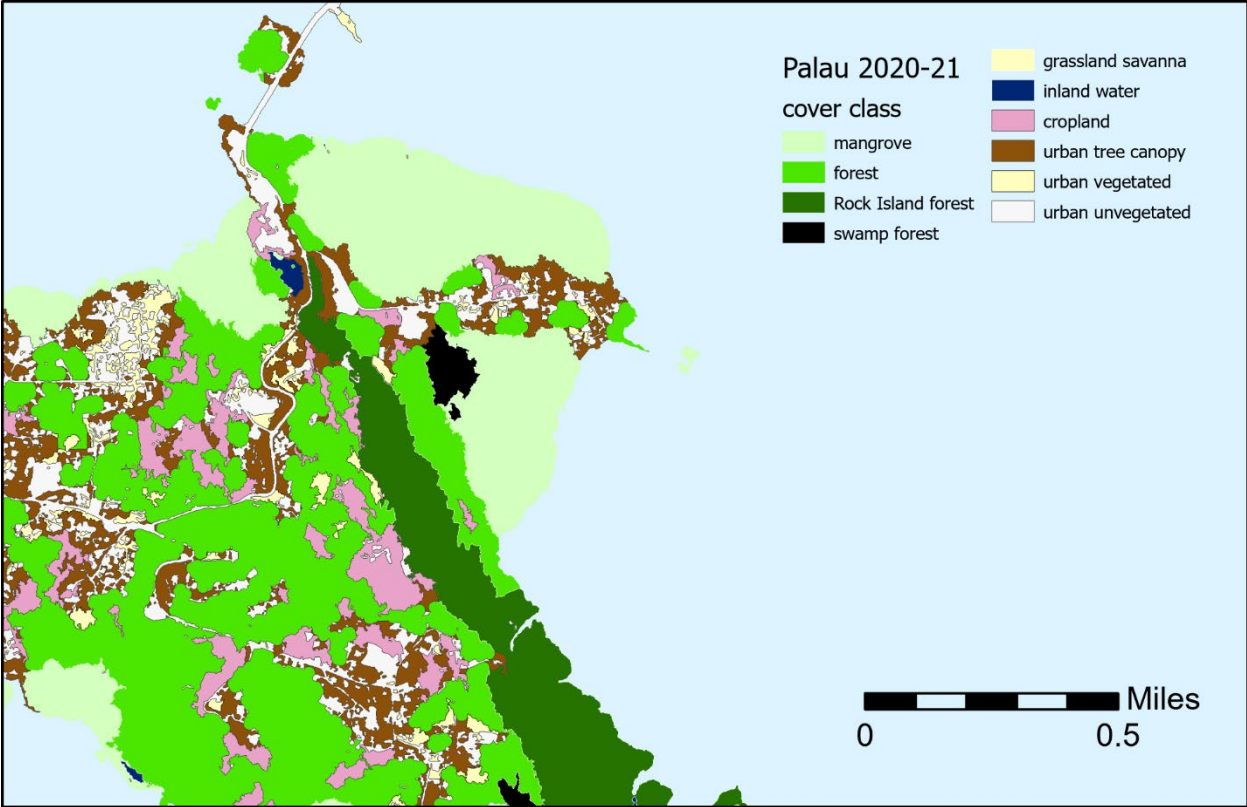 Palau 2020-21
cover class
mangrove
forest
Rock Island forest
swamp forest
grassland savanna
inland water
cropland
urban tree canopy
urban vegetated
urban unvegetated
Miles
0 0.5